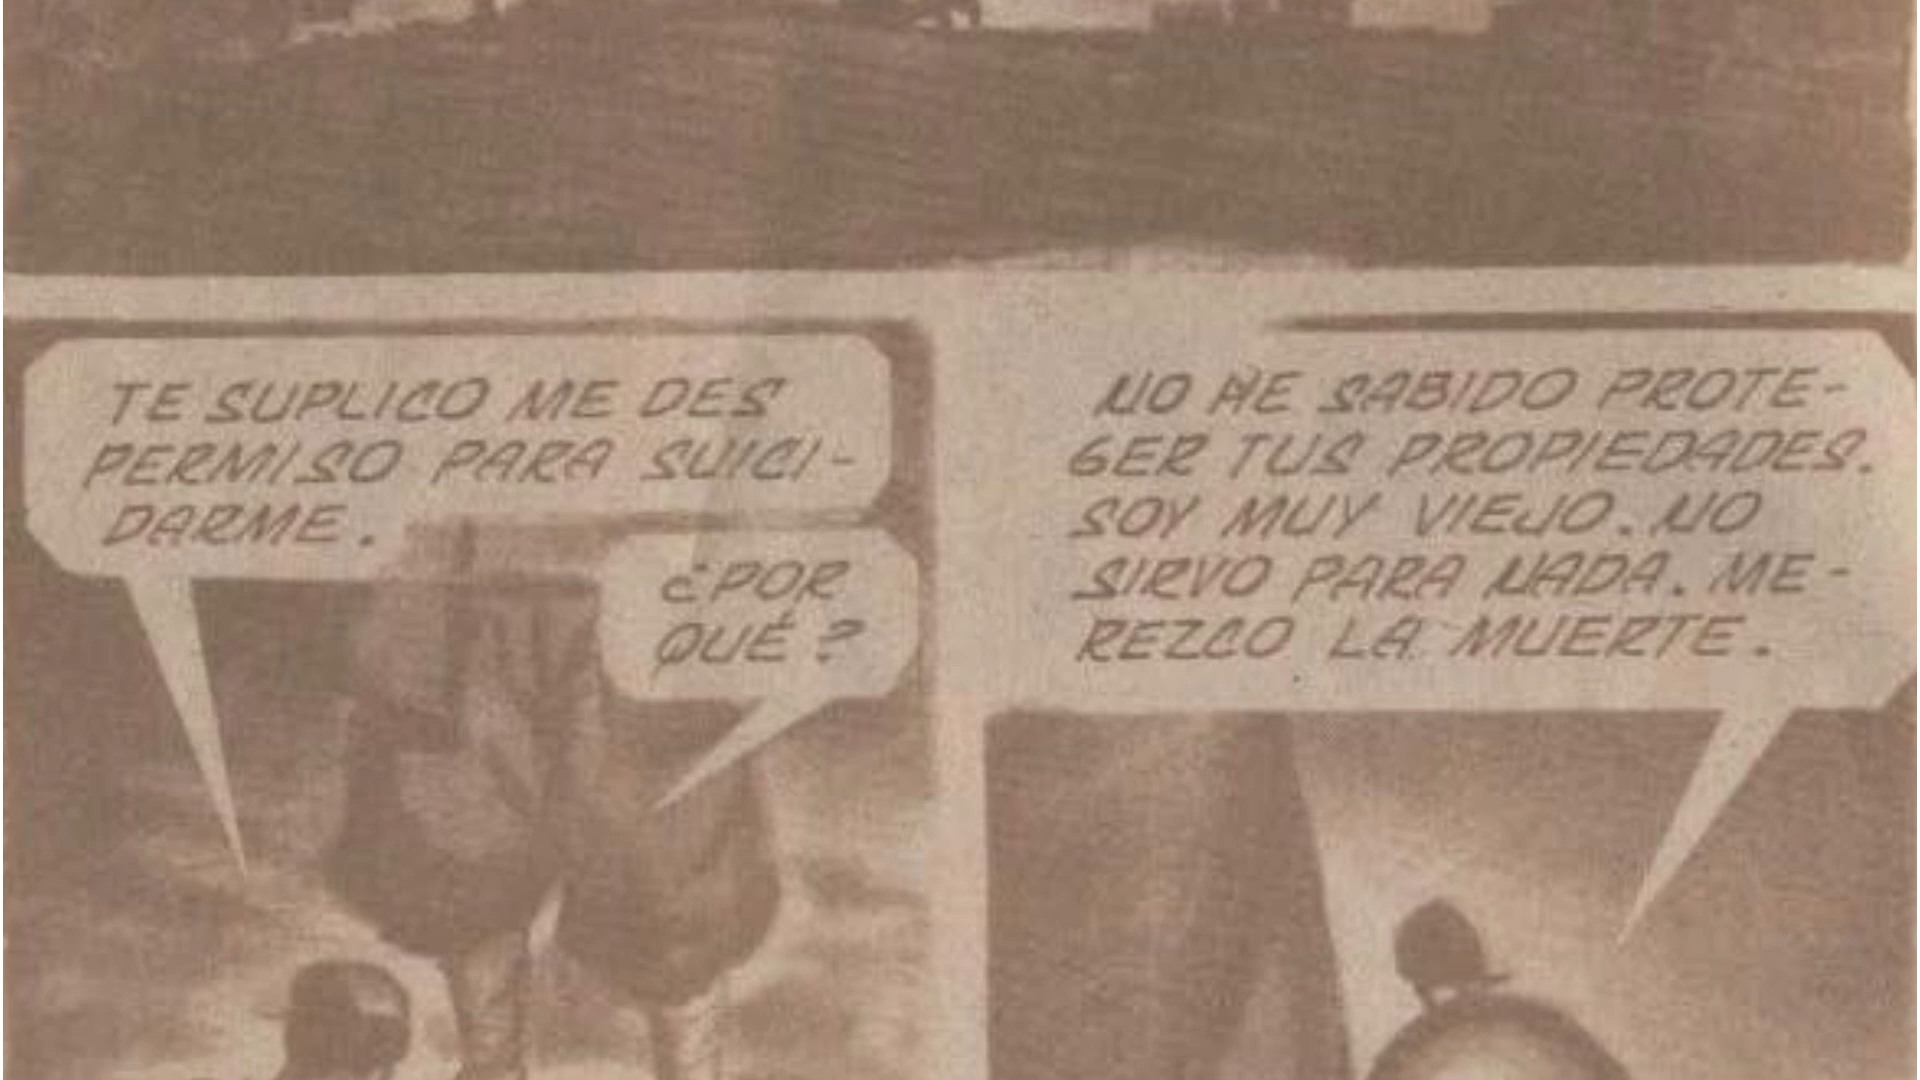 TE SUPLICO ME DES
PERMISO PARA SUICI-
DARME.
¿POR
QUÉ?
NO HE SABIDO PROTE-
GER TUS PROPIEDADES.
SOY MUY VIEJO. NO
SIRVO PARA NADA. ME-
REZCO LA MUERTE.